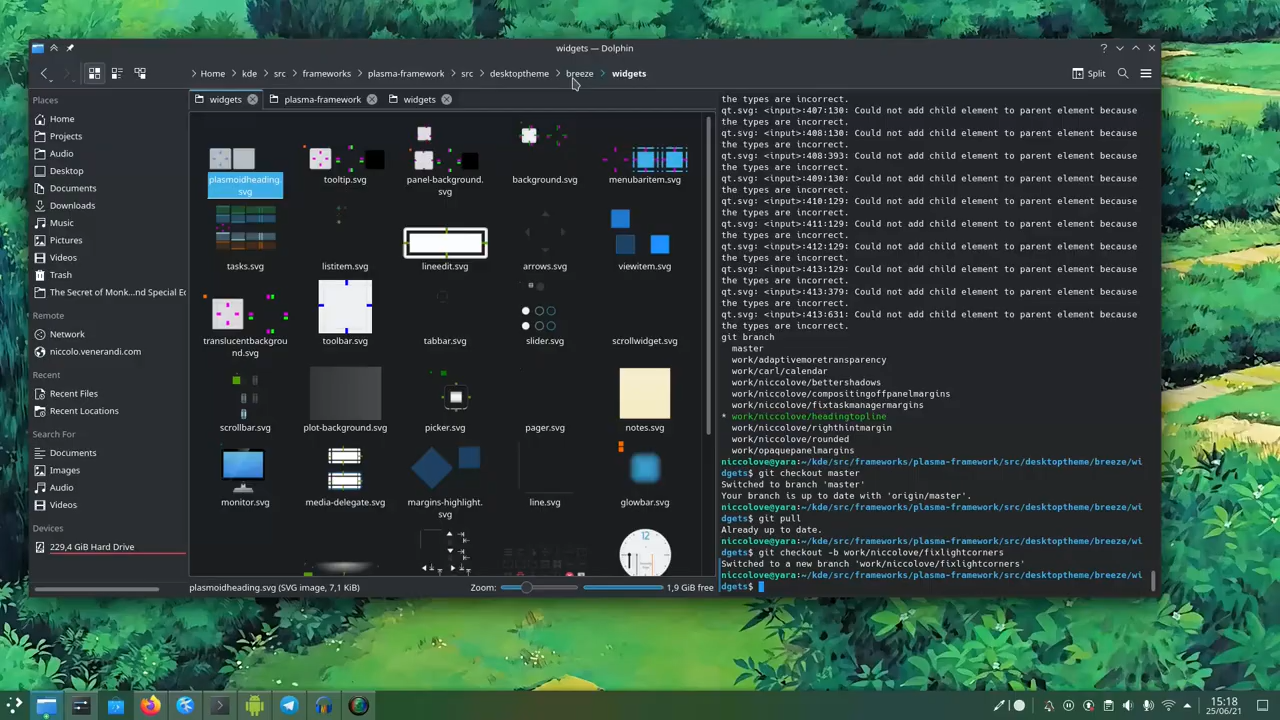 widgets — Dolphin
Home
kde
src
frameworks
plasma-framework
src
desktoptheme
breeze
widgets
Split
Places
Home
Projects
Audio
Desktop
Documents
Downloads
Music
Pictures
Videos
Trash
The Secret of Monk...nd Special Ec
Remote
Network
niccolo.venerandi.com
Recent
Recent Files
Recent Locations
Search For
Documents
Images
Audio
Videos
Devices
229,4 GiB Hard Drive
widgets
plasma-framework
widgets
plasmoidheading.
svg
tooltip.svg
panel-background.
svg
background.svg
menubaritem.svg
tasks.svg
listitem.svg
lineedit.svg
arrows.svg
viewitem.svg
translucentbackgrou
nd.svg
toolbar.svg
tabbar.svg
slider.svg
scrollwidget.svg
scrollbar.svg
plot-background.svg
picker.svg
pager.svg
notes.svg
monitor.svg
media-delegate.svg
margins-highlight.
svg
line.svg
glowbar.svg
12
plasmoidheading.svg (SVG image, 7,1 KiB)
Zoom:
1,9 GiB free
the types are incorrect.
qt.svg: <input>:407:130: Could not add child element to parent element because
the types are incorrect.
qt.svg: <input>:408:130: Could not add child element to parent element because
the types are incorrect.
qt.svg: <input>:408:393: Could not add child element to parent element because
the types are incorrect.
qt.svg: <input>:409:130: Could not add child element to parent element because
the types are incorrect.
qt.svg: <input>:410:129: Could not add child element to parent element because
the types are incorrect.
qt.svg: <input>:411:129: Could not add child element to parent element because
the types are incorrect.
qt.svg: <input>:412:129: Could not add child element to parent element because
the types are incorrect.
qt.svg: <input>:413:129: Could not add child element to parent element because
the types are incorrect.
qt.svg: <input>:413:379: Could not add child element to parent element because
the types are incorrect.
qt.svg: <input>:413:631: Could not add child element to parent element because
the types are incorrect.
git branch
master
work/adaptivemoretransparency
work/carl/calendar
work/niccolove/bettershadows
work/niccolove/compositingoffpanelmargins
work/niccolove/fixtaskmanagermargins
* work/niccolove/headingtopline
work/niccolove/righthintmargin
work/niccolove/rounded
work/opaquepanelmargins
niccolove@yara:~/kde/src/frameworks/plasma-framework/src/desktoptheme/breeze/wi
dgets$ git checkout master
Switched to branch 'master'
Your branch is up to date with 'origin/master'.
niccolove@yara:~/kde/src/frameworks/plasma-framework/src/desktoptheme/breeze/wi
dgets$ git pull
Already up to date.
niccolove@yara:~/kde/src/frameworks/plasma-framework/src/desktoptheme/breeze/wi
dgets$ git checkout -b work/niccolove/fixlightcorners
Switched to a new branch 'work/niccolove/fixlightcorners'
niccolove@yara:~/kde/src/frameworks/plasma-framework/src/desktoptheme/breeze/wi
dgets$
15:18
25/06/21